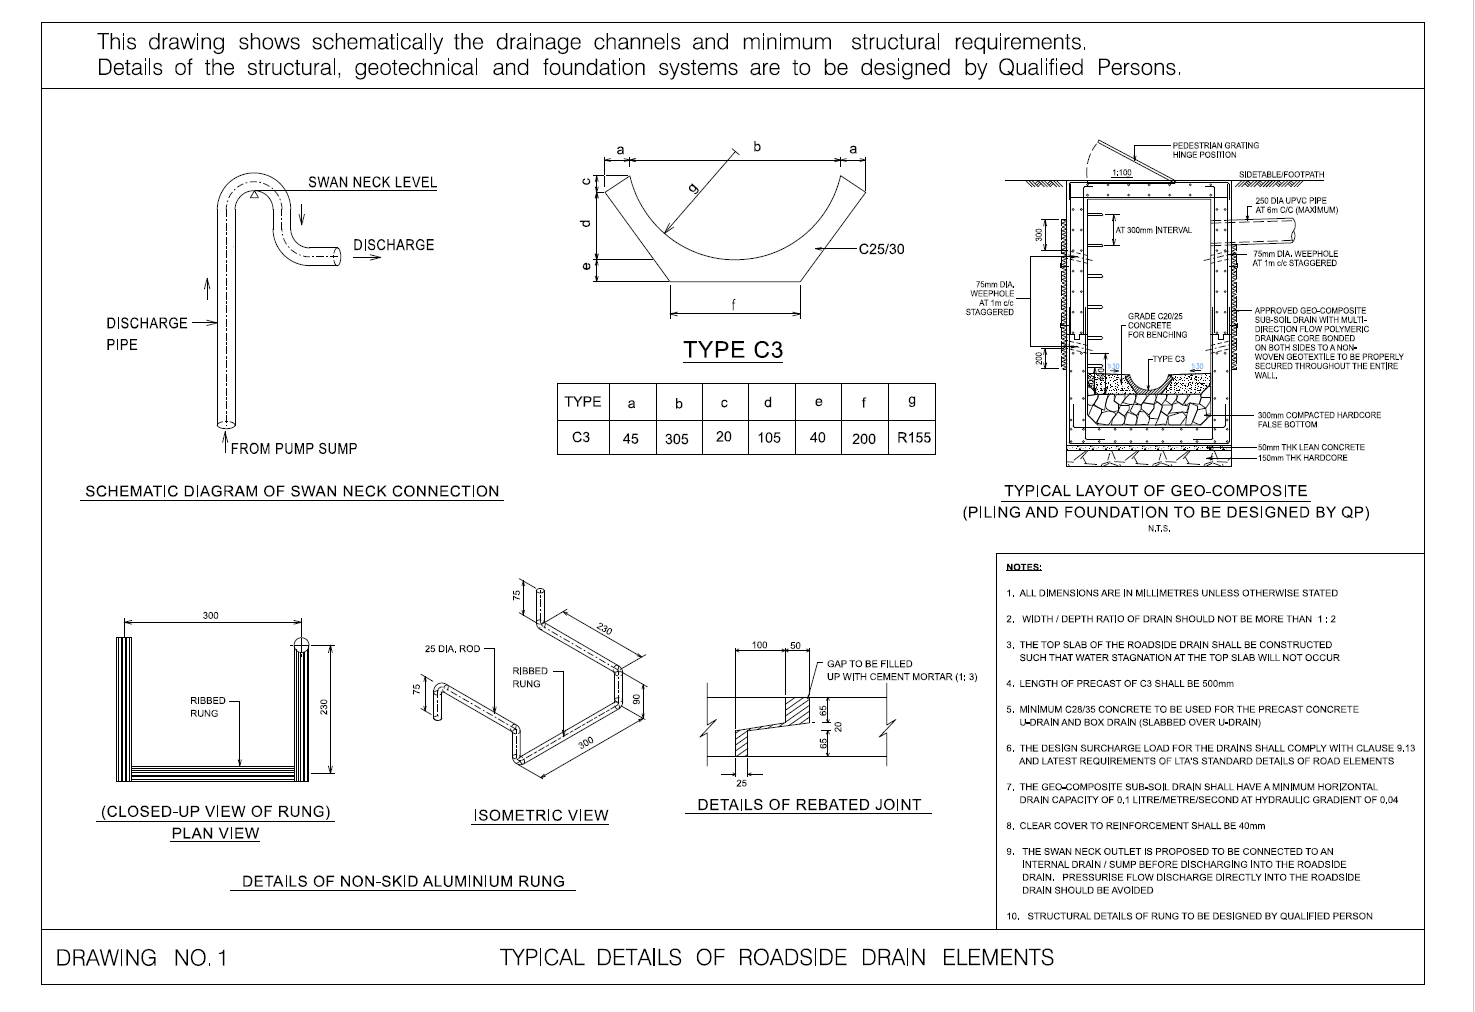 This drawing shows schematically the drainage channels and minimum structural requirements.
Details of the structural, geotechnical and foundation systems are to be designed by Qualified Persons.
SWAN NECK LEVEL
DISCHARGE
DISCHARGE
PIPE
FROM PUMP SUMP
SCHEMATIC DIAGRAM OF SWAN NECK CONNECTION
a
b
a
c
g
d
C25/30
e
f
TYPE C3
TYPE a b c d e f g
C3 45 305 20 105 40 200 R155
PEDESTRIAN GRATING
HINGE POSITION
1:100
SIDETABLE/FOOTPATH
250 DIA UPVC PIPE
AT 6m C/C (MAXIMUM)
300
AT 300mm INTERVAL
75mm DIA. WEEPHOLE
AT 1m c/c STAGGERED
75mm DIA.
WEEPHOLE
AT 1m c/c
STAGGERED
GRADE C20/25
CONCRETE
FOR BENCHING
APPROVED GEO-COMPOSITE
SUB-SOIL DRAIN WITH MULTI-
DIRECTION FLOW POLYMERIC
DRAINAGE CORE BONDED
ON BOTH SIDES TO A NON-
WOVEN GEOTEXTILE TO BE PROPERLY
SECURED THROUGHOUT THE ENTIRE
WALL.
200
TYPE C3
300mm COMPACTED HARDCORE
FALSE BOTTOM
50mm THK LEAN CONCRETE
150mm THK HARDCORE
TYPICAL LAYOUT OF GEO-COMPOSITE
(PILING AND FOUNDATION TO BE DESIGNED BY QP)
N.T.S.
300
RIBBED
RUNG
230
(CLOSED-UP VIEW OF RUNG)
PLAN VIEW
75
230
25 DIA. ROD
RIBBED
RUNG
75
90
300
ISOMETRIC VIEW
DETAILS OF NON-SKID ALUMINIUM RUNG
100
50
GAP TO BE FILLED
UP WITH CEMENT MORTAR (1: 3)
65
20
65
25
DETAILS OF REBATED JOINT
NOTES:
1. ALL DIMENSIONS ARE IN MILLIMETRES UNLESS OTHERWISE STATED
2. WIDTH / DEPTH RATIO OF DRAIN SHOULD NOT BE MORE THAN 1 : 2
3. THE TOP SLAB OF THE ROADSIDE DRAIN SHALL BE CONSTRUCTED
SUCH THAT WATER STAGNATION AT THE TOP SLAB WILL NOT OCCUR
4. LENGTH OF PRECAST OF C3 SHALL BE 500mm
5. MINIMUM C28/35 CONCRETE TO BE USED FOR THE PRECAST CONCRETE
U-DRAIN AND BOX DRAIN (SLABBED OVER U-DRAIN)
6. THE DESIGN SURCHARGE LOAD FOR THE DRAINS SHALL COMPLY WITH CLAUSE 9.13
AND LATEST REQUIREMENTS OF LTA'S STANDARD DETAILS OF ROAD ELEMENTS
7. THE GEO-COMPOSITE SUB-SOIL DRAIN SHALL HAVE A MINIMUM HORIZONTAL
DRAIN CAPACITY OF 0.1 LITRE/METRE/SECOND AT HYDRAULIC GRADIENT OF 0.04
8. CLEAR COVER TO REINFORCEMENT SHALL BE 40mm
9. THE SWAN NECK OUTLET IS PROPOSED TO BE CONNECTED TO AN
INTERNAL DRAIN / SUMP BEFORE DISCHARGING INTO THE ROADSIDE
DRAIN. PRESSURISE FLOW DISCHARGE DIRECTLY INTO THE ROADSIDE
DRAIN SHOULD BE AVOIDED
10. STRUCTURAL DETAILS OF RUNG TO BE DESIGNED BY QUALIFIED PERSON
DRAWING NO. 1
TYPICAL DETAILS OF ROADSIDE DRAIN ELEMENTS